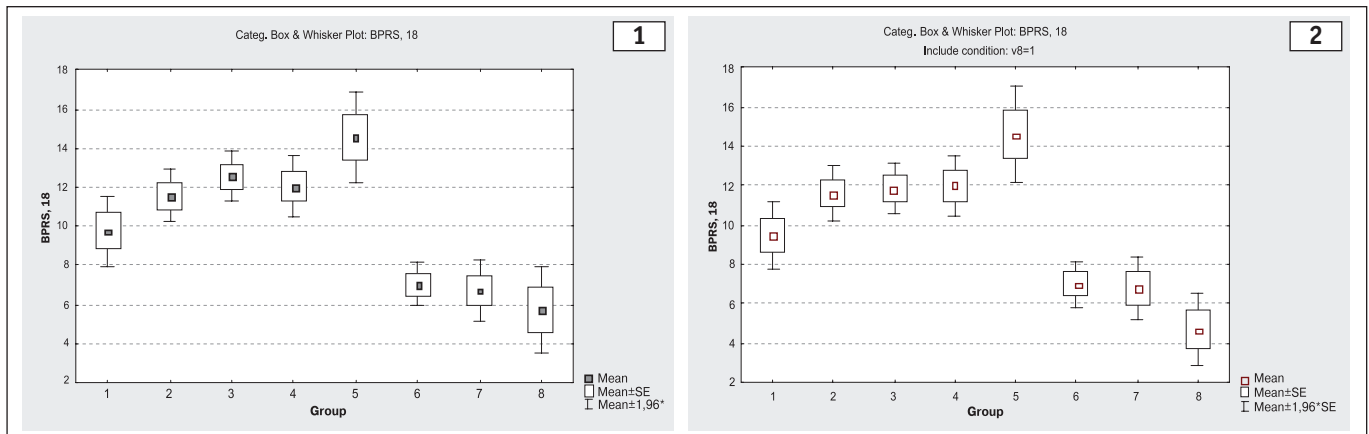 Categ. Box & Whisker Plot: BPRS, 18
1
BPRS, 18
18
16
14
12
10
8
6
4
2
1 2 3 4 5 6 7 8
Group
Mean
Mean±SE
Mean±1,96*
Categ. Box & Whisker Plot: BPRS, 18
Include condition: v8=1
2
BPRS, 18
18
16
14
12
10
8
6
4
2
1 2 3 4 5 6 7 8
Group
Mean
Mean±SE
Mean±1,96*SE